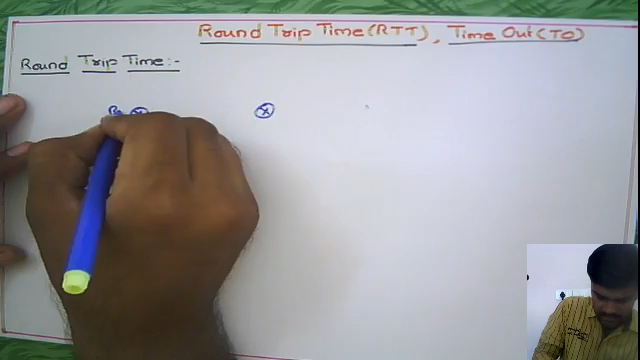 Round Trip Time (RTT), Time Out (TO)
Round Trip Time:-